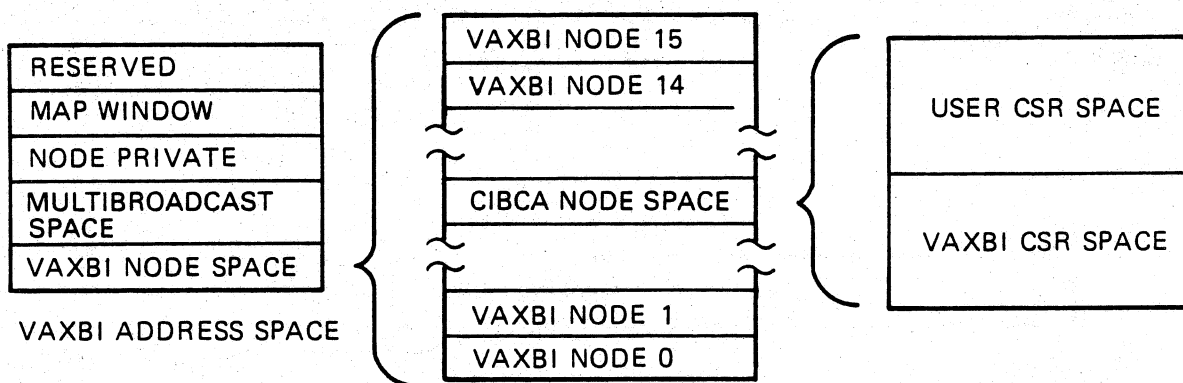 RESERVED
MAP WINDOW
NODE PRIVATE
MULTIBROADCAST
SPACE
VAXBI NODE SPACE
VAXBI ADDRESS SPACE
VAXBI NODE 15
VAXBI NODE 14
CIBCA NODE SPACE
VAXBI NODE 1
VAXBI NODE 0
USER CSR SPACE
VAXBI CSR SPACE